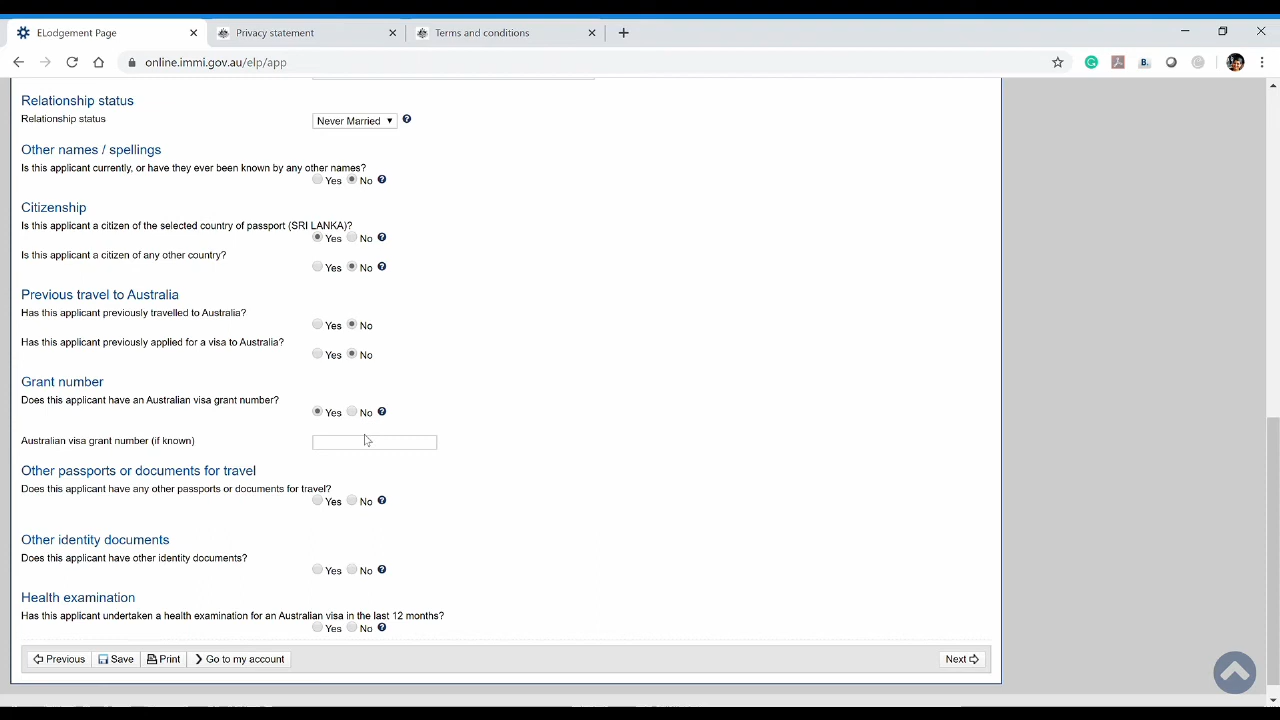 ELodgement Page
Privacy statement
Terms and conditions
online.immi.gov.au/elp/app
Relationship status
Relationship status Never Married
Other names / spellings
Is this applicant currently, or have they ever been known by any other names?
Yes No
Citizenship
Is this applicant a citizen of the selected country of passport (SRI LANKA)?
Yes No
Is this applicant a citizen of any other country?
Yes No
Previous travel to Australia
Has this applicant previously travelled to Australia?
Yes No
Has this applicant previously applied for a visa to Australia?
Yes No
Grant number
Does this applicant have an Australian visa grant number?
Yes No
Australian visa grant number (if known)
Other passports or documents for travel
Does this applicant have any other passports or documents for travel?
Yes No
Other identity documents
Does this applicant have other identity documents?
Yes No
Health examination
Has this applicant undertaken a health examination for an Australian visa in the last 12 months?
Yes No
Previous Save Print Go to my account Next